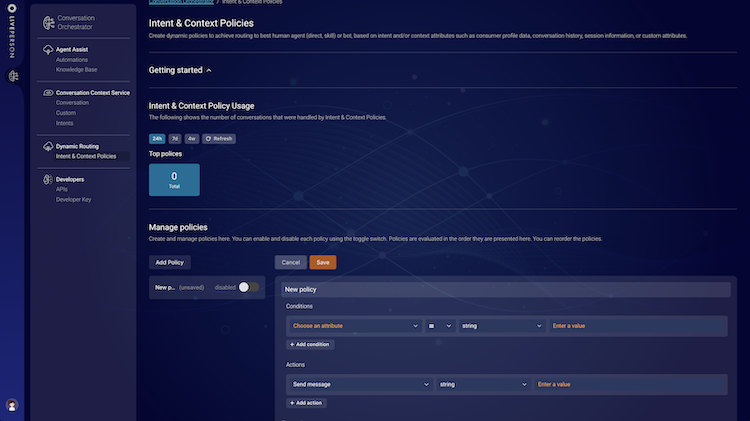 LIVEPERSON
Conversation Orchestrator
Agent Assist
Automations
Knowledge Base
Conversation Context Service
Conversation
Custom
Intents
Dynamic Routing
Intent & Context Policies
Developers
APIs
Developer Key
Conversation Orchestrator / Intent & Context Policies
Intent & Context Policies
Create dynamic policies to achieve routing to best human agent (direct, skill) or bot, based on intent and/or context attributes such as consumer profile data, conversation history, session information, or custom attributes.
Getting started
Intent & Context Policy Usage
The following shows the number of conversations that were handled by Intent & Context Policies.
24h 7d 4w Refresh
Top polices
0
Total
Manage policies
Create and manage policies here. You can enable and disable each policy using the toggle switch. Policies are evaluated in the order they are presented here. You can reorder the policies.
Add Policy Cancel Save
New p... (unsaved) disabled
New policy
Conditions
Choose an attribute = string Enter a value
+ Add condition
Actions
Send message string Enter a value
+ Add action